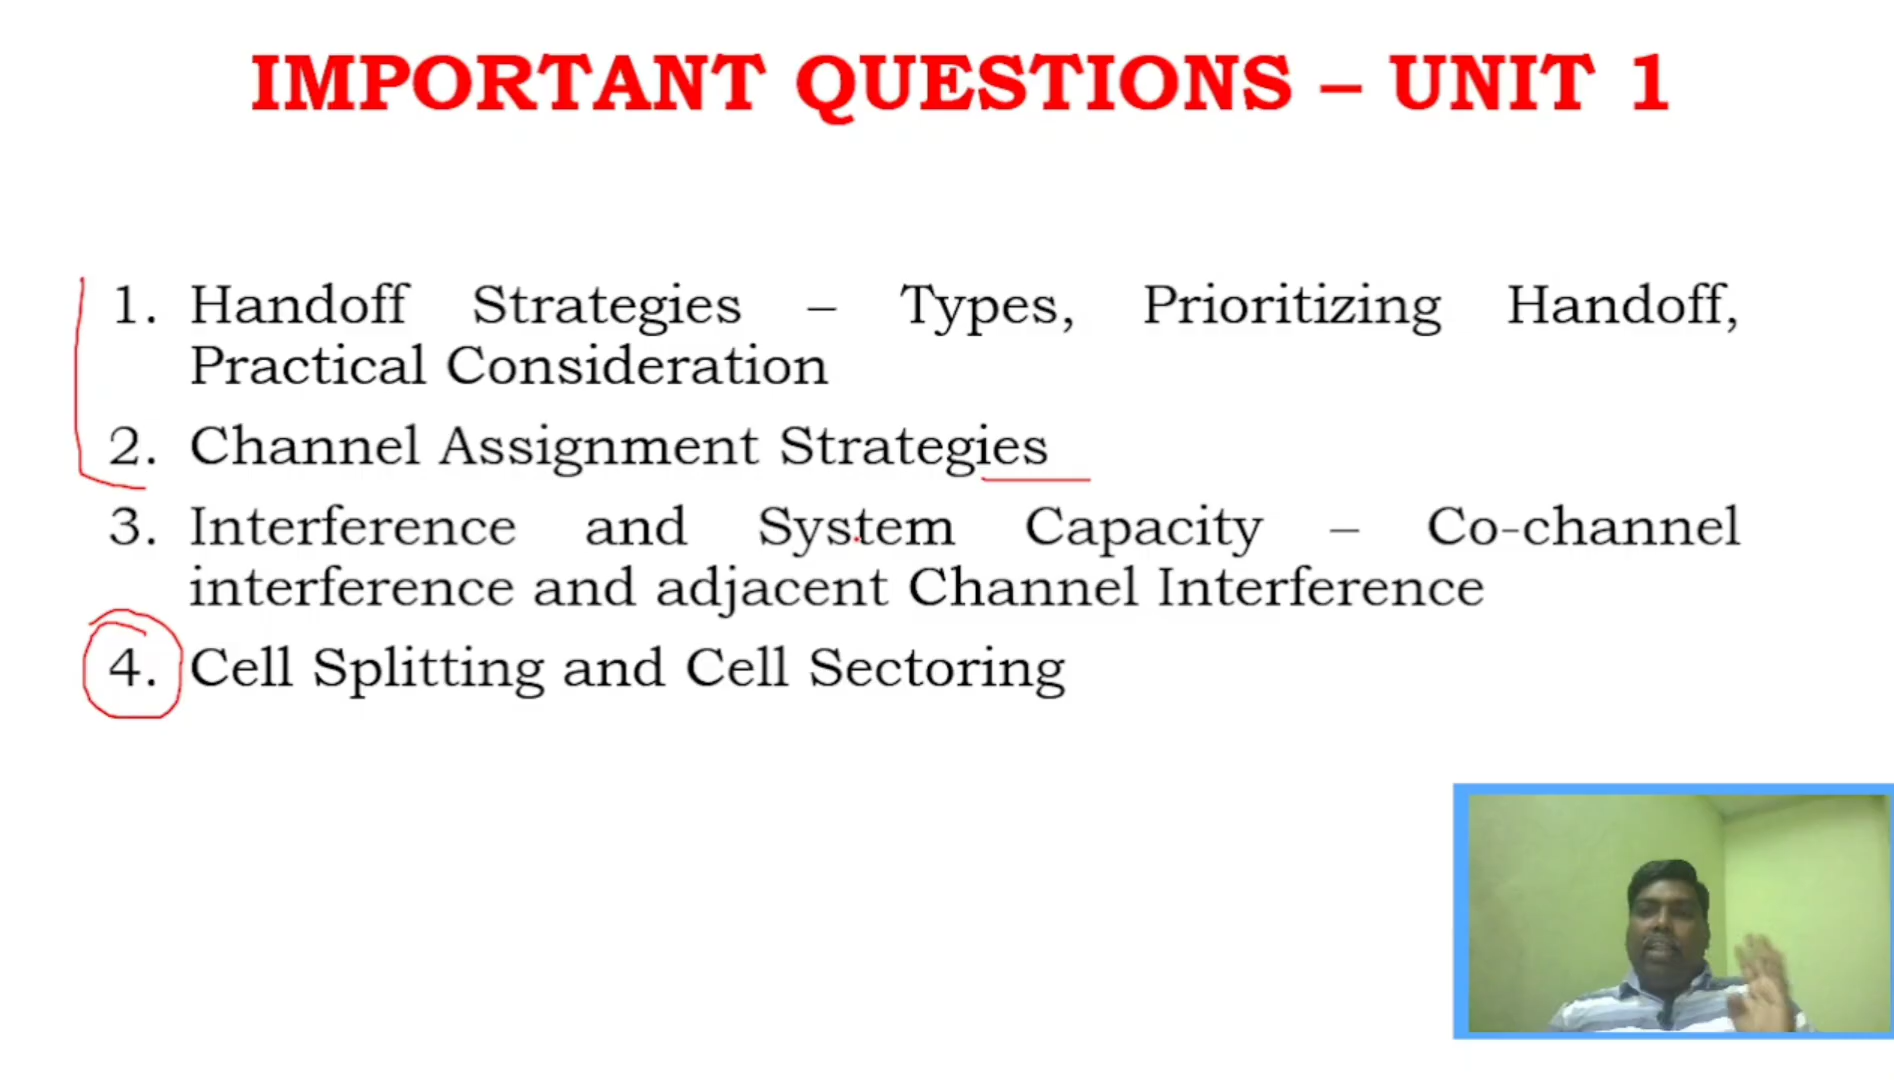 IMPORTANT QUESTIONS – UNIT 1
1. Handoff Strategies – Types, Prioritizing Handoff,
Practical Consideration
2. Channel Assignment Strategies
3. Interference and System Capacity – Co-channel
interference and adjacent Channel Interference
4. Cell Splitting and Cell Sectoring